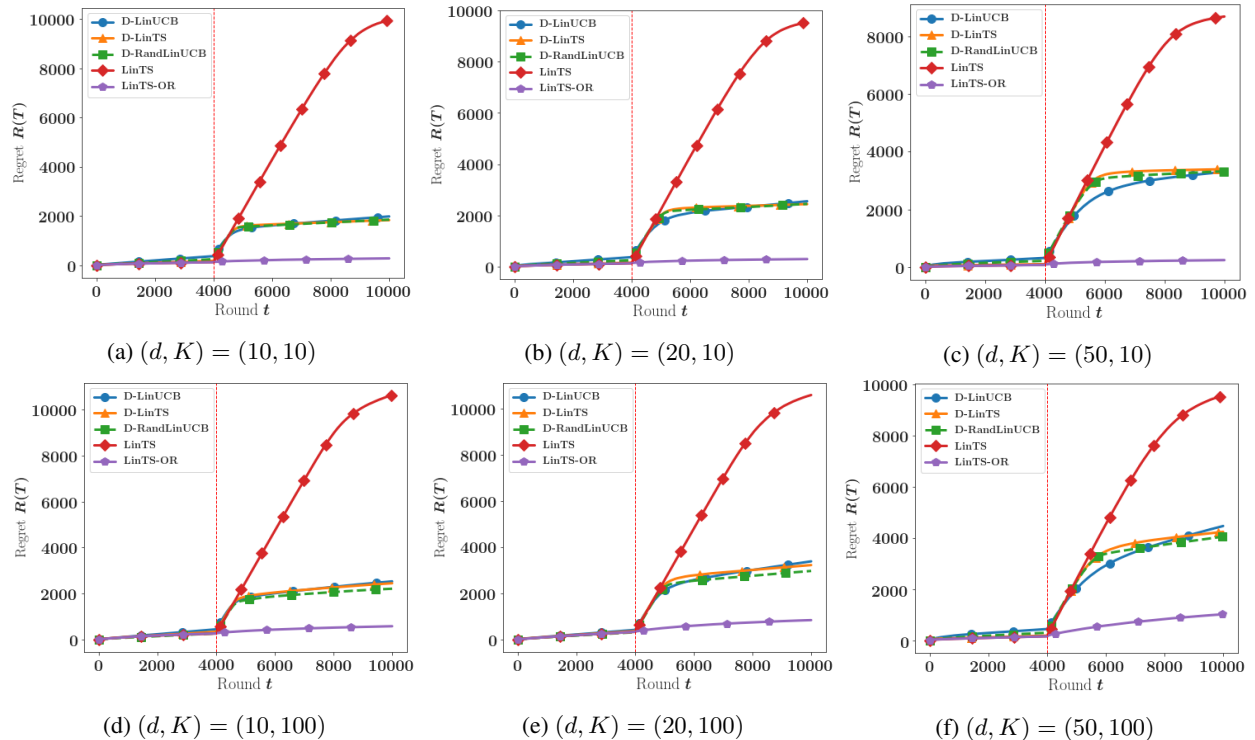 10000
8000
6000
4000
2000
0
Regret R(T)
D-LinUCB
D-LinTS
D-RandLinUCB
LinTS
LinTS-OR
0 2000 4000 6000 8000 10000
Round t
(a) (d, K) = (10, 10)
10000
8000
6000
4000
2000
0
Regret R(T)
D-LinUCB
D-LinTS
D-RandLinUCB
LinTS
LinTS-OR
0 2000 4000 6000 8000 10000
Round t
(b) (d, K) = (20, 10)
8000
6000
4000
2000
0
Regret R(T)
D-LinUCB
D-LinTS
D-RandLinUCB
LinTS
LinTS-OR
0 2000 4000 6000 8000 10000
Round t
(c) (d, K) = (50, 10)
10000
8000
6000
4000
2000
0
Regret R(T)
D-LinUCB
D-LinTS
D-RandLinUCB
LinTS
LinTS-OR
0 2000 4000 6000 8000 10000
Round t
(d) (d, K) = (10, 100)
10000
8000
6000
4000
2000
0
Regret R(T)
D-LinUCB
D-LinTS
D-RandLinUCB
LinTS
LinTS-OR
0 2000 4000 6000 8000 10000
Round t
(e) (d, K) = (20, 100)
10000
8000
6000
4000
2000
0
Regret R(T)
D-LinUCB
D-LinTS
D-RandLinUCB
LinTS
LinTS-OR
0 2000 4000 6000 8000 10000
Round t
(f) (d, K) = (50, 100)